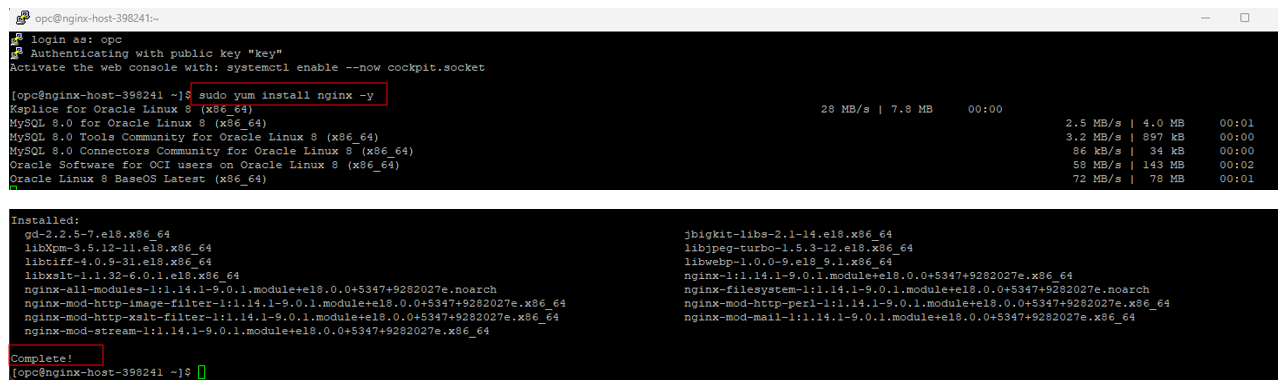 opc@nginx-host-398241:~
login as: opc
Authenticating with public key "key"
Activate the web console with: systemctl enable --now cockpit.socket
[opc@nginx-host-398241 ~]$ sudo yum install nginx -y
Ksplice for Oracle Linux 8 (x86_64) 28 MB/s | 7.8 MB 00:00
MySQL 8.0 for Oracle Linux 8 (x86_64) 2.5 MB/s | 4.0 MB 00:01
MySQL 8.0 Tools Community for Oracle Linux 8 (x86_64) 3.2 MB/s | 897 kB 00:00
MySQL 8.0 Connectors Community for Oracle Linux 8 (x86_64) 86 kB/s | 34 kB 00:00
Oracle Software for OCI users on Oracle Linux 8 (x86_64) 58 MB/s | 143 MB 00:02
Oracle Linux 8 BaseOS Latest (x86_64) 72 MB/s | 78 MB 00:01
Installed:
gd-2.2.5-7.el8.x86_64 jbigkit-libs-2.1-14.el8.x86_64
libXpm-3.5.12-11.el8.x86_64 libjpeg-turbo-1.5.3-12.el8.x86_64
libtiff-4.0.9-31.el8.x86_64 libwebp-1.0.0-9.el8_9.1.x86_64
libxslt-1.1.32-6.0.1.el8.x86_64 nginx-1:1.14.1-9.0.1.module+el8.0.0+5347+9282027e.x86_64
nginx-all-modules-1:1.14.1-9.0.1.module+el8.0.0+5347+9282027e.noarch nginx-filesystem-1:1.14.1-9.0.1.module+el8.0.0+5347+9282027e.noarch
nginx-mod-http-image-filter-1:1.14.1-9.0.1.module+el8.0.0+5347+9282027e.x86_64 nginx-mod-http-perl-1:1.14.1-9.0.1.module+el8.0.0+5347+9282027e.x86_64
nginx-mod-http-xslt-filter-1:1.14.1-9.0.1.module+el8.0.0+5347+9282027e.x86_64 nginx-mod-mail-1:1.14.1-9.0.1.module+el8.0.0+5347+9282027e.x86_64
nginx-mod-stream-1:1.14.1-9.0.1.module+el8.0.0+5347+9282027e.x86_64
Complete!
[opc@nginx-host-398241 ~]$